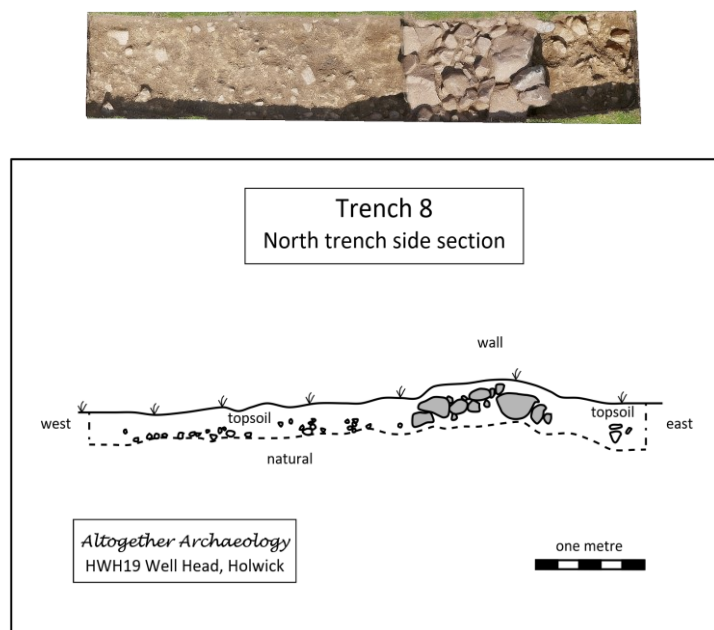 Trench 8
North trench side section
wall
topsoil
topsoil
west
east
natural
Altogether Archaeology
HWH19 Well Head, Holwick
one metre